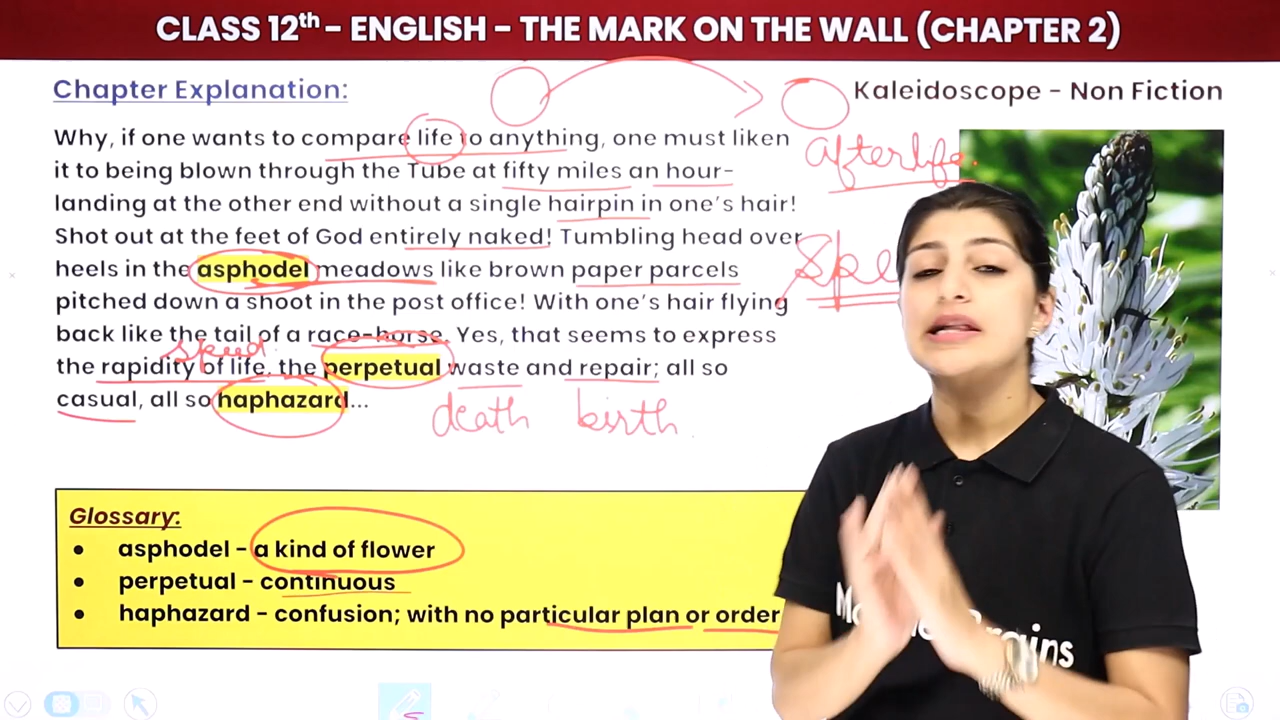 CLASS 12th – ENGLISH – THE MARK ON THE WALL (CHAPTER 2)
Chapter Explanation:
Kaleidoscope - Non Fiction
Why, if one wants to compare life to anything, one must liken
it to being blown through the Tube at fifty miles an hour-
landing at the other end without a single hairpin in one's hair!
Shot out at the feet of God entirely naked! Tumbling head over
heels in the asphodel meadows like brown paper parcels
pitched down a shoot in the post office! With one's hair flying
back like the tail of a race-horse. Yes, that seems to express
the rapidity of life, the perpetual waste and repair; all so
casual, all so haphazard...
afterlife.
speed
death birth
Glossary:
• asphodel - a kind of flower
• perpetual - continuous
• haphazard - confusion; with no particular plan or order